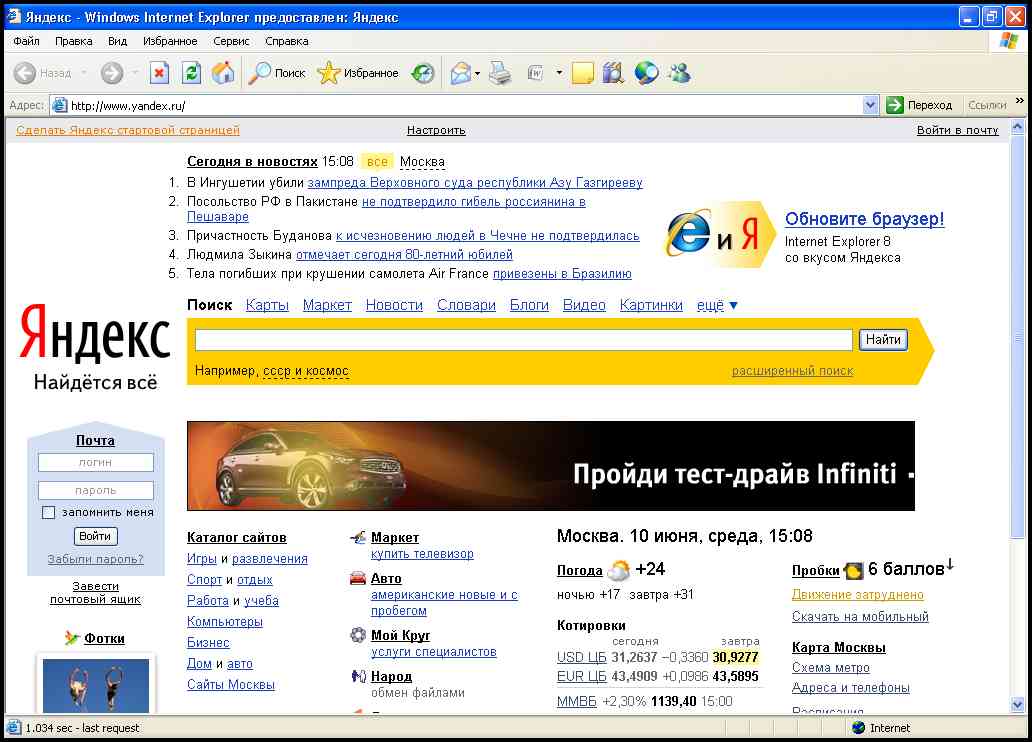 Яндекс - Windows Internet Explorer предоставлен: Яндекс
Файл Правка Вид Избранное Сервис Справка
Назад Поиск Избранное
Адрес: http://www.yandex.ru/ Переход Ссылки »
Сделать Яндекс стартовой страницей Настроить Войти в почту
Сегодня в новостях 15:08 все Москва
1. В Ингушетии убили зампреда Верховного суда республики Азу Газгирееву
2. Посольство РФ в Пакистане не подтвердило гибель россиянина в
Пешаваре
3. Причастность Буданова к исчезновению людей в Чечне не подтвердилась
4. Людмила Зыкина отмечает сегодня 80-летний юбилей
5. Тела погибших при крушении самолета Air France привезены в Бразилию
e и Я
Обновите браузер!
Internet Explorer 8
со вкусом Яндекса
Поиск Карты Маркет Новости Словари Блоги Видео Картинки ещё ▼
Яндекс
Найдётся всё
Найти
Например, ссср и космос расширенный поиск
Почта
логин
пароль
запомнить меня
Войти
Забыли пароль?
Завести
почтовый ящик
Фотки
Пройди тест-драйв Infiniti
Каталог сайтов
Игры и развлечения
Спорт и отдых
Работа и учеба
Компьютеры
Бизнес
Дом и авто
Сайты Москвы
Маркет
купить телевизор
Авто
американские новые и с
пробегом
Мой Круг
услуги специалистов
Народ
обмен файлами
Москва. 10 июня, среда, 15:08
Погода +24
ночью +17 завтра +31
Котировки
сегодня завтра
USD ЦБ 31,2637 −0,3360 30,9277
EUR ЦБ 43,4909 +0,0986 43,5895
ММВБ +2,30% 1139,40 15:00
Пробки 6 баллов↓
Движение затруднено
Скачать на мобильный
Карта Москвы
Схема метро
Адреса и телефоны
Расписания
1.034 sec - last request Internet